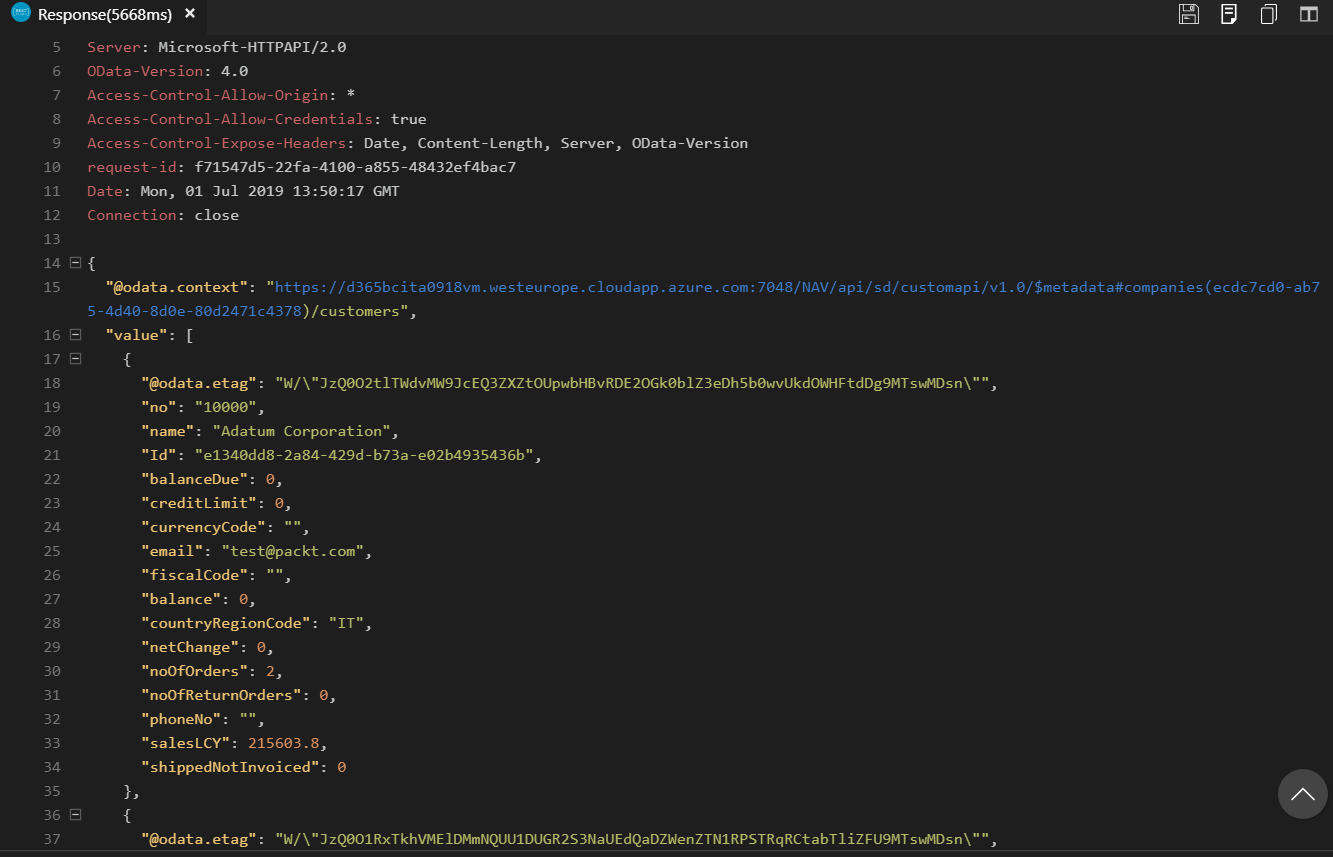 Response(5668ms) ×
5 Server: Microsoft-HTTPAPI/2.0
6 OData-Version: 4.0
7 Access-Control-Allow-Origin: *
8 Access-Control-Allow-Credentials: true
9 Access-Control-Expose-Headers: Date, Content-Length, Server, OData-Version
10 request-id: f71547d5-22fa-4100-a855-48432ef4bac7
11 Date: Mon, 01 Jul 2019 13:50:17 GMT
12 Connection: close
13
14 {
15 "@odata.context": "https://d365bcita0918vm.westeurope.cloudapp.azure.com:7048/NAV/api/sd/customapi/v1.0/$metadata#companies(ecdc7cd0-ab7
5-4d40-8d0e-80d2471c4378)/customers",
16 "value": [
17 {
18 "@odata.etag": "W/\"JzQ0O2tlTWdvMW9JcEQ3ZXZtOUpwbHBvRDE2OGk0blZ3eDh5b0wvUkdOWHFtdDg9MTswMDsn\"",
19 "no": "10000",
20 "name": "Adatum Corporation",
21 "Id": "e1340dd8-2a84-429d-b73a-e02b4935436b",
22 "balanceDue": 0,
23 "creditLimit": 0,
24 "currencyCode": "",
25 "email": "test@packt.com",
26 "fiscalCode": "",
27 "balance": 0,
28 "countryRegionCode": "IT",
29 "netChange": 0,
30 "noOfOrders": 2,
31 "noOfReturnOrders": 0,
32 "phoneNo": "",
33 "salesLCY": 215603.8,
34 "shippedNotInvoiced": 0
35 },
36 {
37 "@odata.etag": "W/\"JzQ0O1RxTkhVMElDMmNQUU1DUGR2S3NaUEdQaDZWenZTN1RPSTRqRCtabTliZFU9MTswMDsn\"",